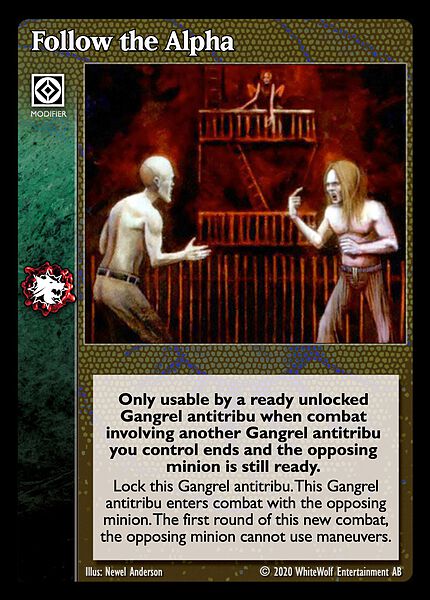 Follow the Alpha
MODIFIER
Only usable by a ready unlocked
Gangrel antitribu when combat
involving another Gangrel antitribu
you control ends and the opposing
minion is still ready.
Lock this Gangrel antitribu. This Gangrel
antitribu enters combat with the opposing
minion. The first round of this new combat,
the opposing minion cannot use maneuvers.
Illus: Newel Anderson
© 2020 WhiteWolf Entertainment AB